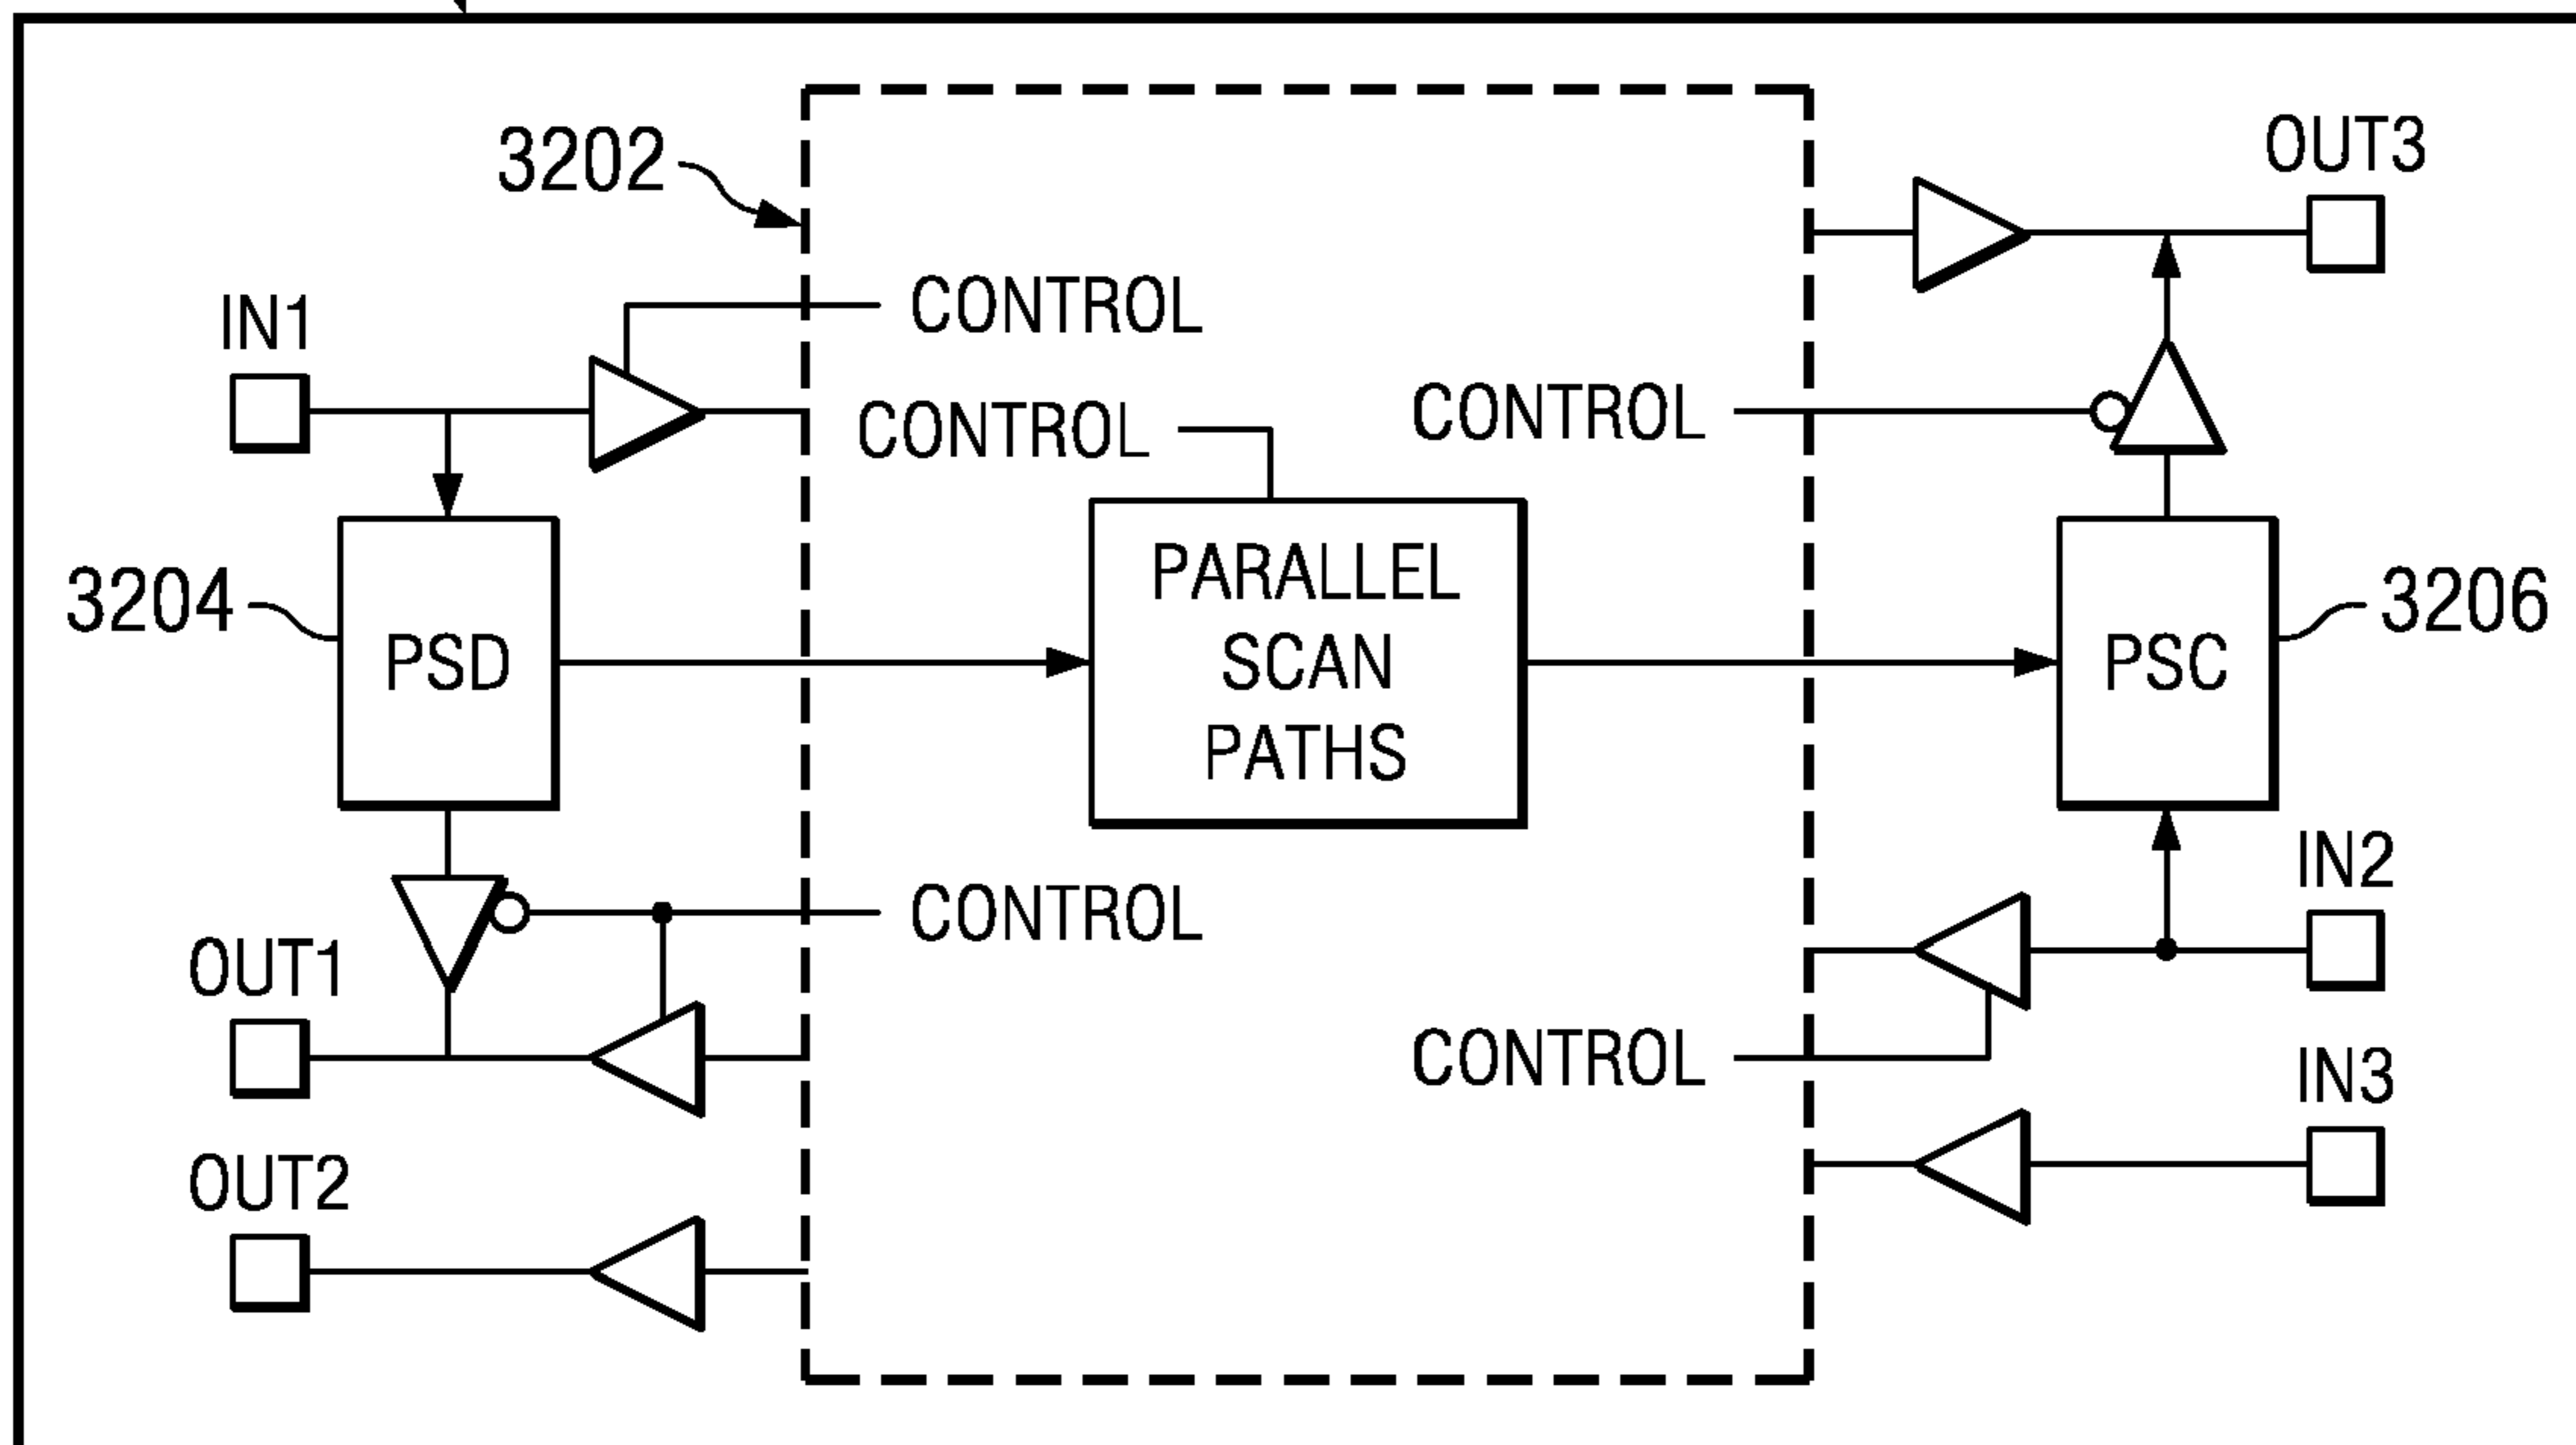 3202
OUT3
IN1
CONTROL
CONTROL
CONTROL
3204
PSD
PARALLEL
SCAN
PATHS
PSC
3206
IN2
CONTROL
OUT1
CONTROL
IN3
OUT2